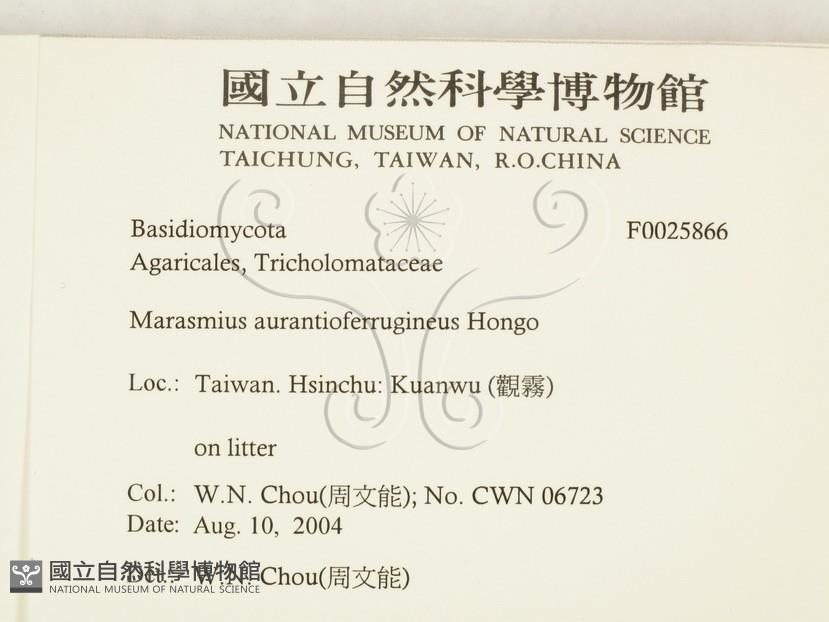 國立自然科學博物館
NATIONAL MUSEUM OF NATURAL SCIENCE
TAICHUNG, TAIWAN, R.O.CHINA
Basidiomycota F0025866
Agaricales, Tricholomataceae
Marasmius aurantioferrugineus Hongo
Loc.: Taiwan. Hsinchu: Kuanwu (觀霧)
on litter
Col.: W.N. Chou(周文能); No. CWN 06723
Date: Aug. 10, 2004
Det.: W.N. Chou(周文能)
國立自然科學博物館
NATIONAL MUSEUM OF NATURAL SCIENCE